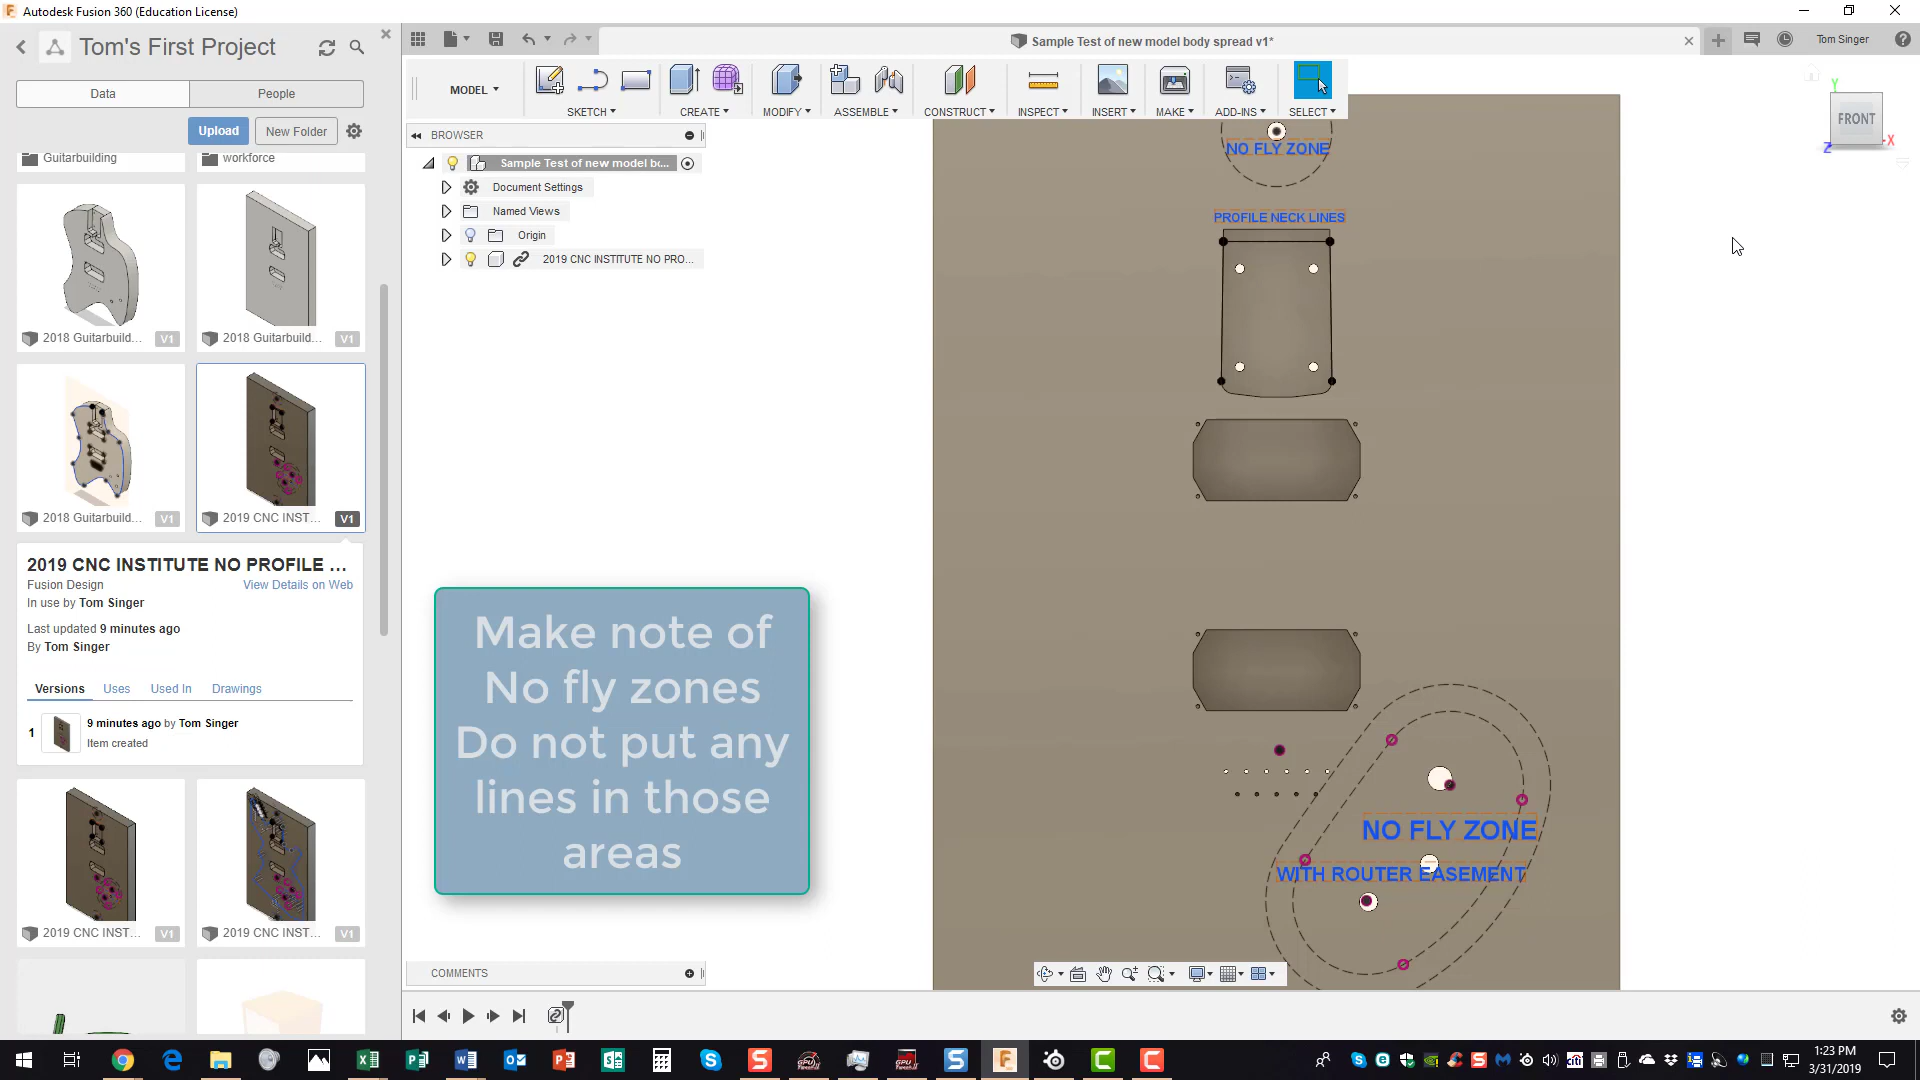 Autodesk Fusion 360 (Education License)
Tom's First Project
Data
People
Upload
New Folder
Guitarbuilding
workforce
2018 Guitarbuild...
V1
2018 Guitarbuild...
V1
2018 Guitarbuild...
V1
2019 CNC INST...
V1
2019 CNC INSTITUTE NO PROFILE ...
Fusion Design
View Details on Web
In use by Tom Singer
Last updated 9 minutes ago
By Tom Singer
Versions
Uses
Used In
Drawings
1
9 minutes ago by Tom Singer
Item created
2019 CNC INST...
V1
2019 CNC INST...
V1
Sample Test of new model body spread v1*
Tom Singer
MODEL
SKETCH
CREATE
MODIFY
ASSEMBLE
CONSTRUCT
INSPECT
INSERT
MAKE
ADD-INS
SELECT
BROWSER
Sample Test of new model bo...
Document Settings
Named Views
Origin
2019 CNC INSTITUTE NO PRO...
Y
FRONT
X
Z
NO FLY ZONE
PROFILE NECK LINES
Make note of
No fly zones
Do not put any
lines in those
areas
NO FLY ZONE
WITH ROUTER EASEMENT
COMMENTS
1:23 PM
3/31/2019